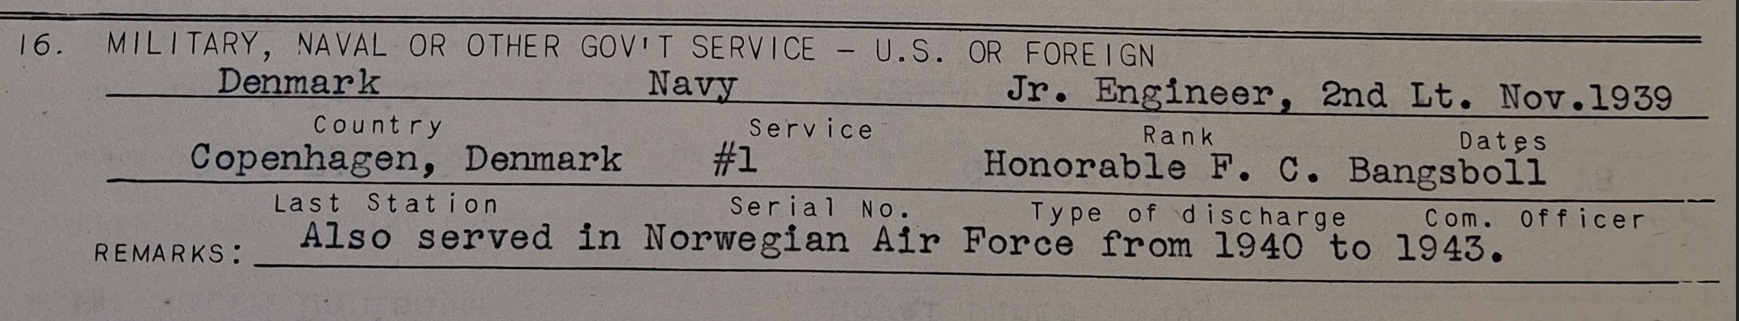 16. MILITARY, NAVAL OR OTHER GOV'T SERVICE – U.S. OR FOREIGN
Denmark Navy Jr. Engineer, 2nd Lt. Nov.1939
Country Service Rank Dates
Copenhagen, Denmark #1 Honorable F. C. Bangsboll
Last Station Serial No. Type of discharge Com. Officer
REMARKS: Also served in Norwegian Air Force from 1940 to 1943.